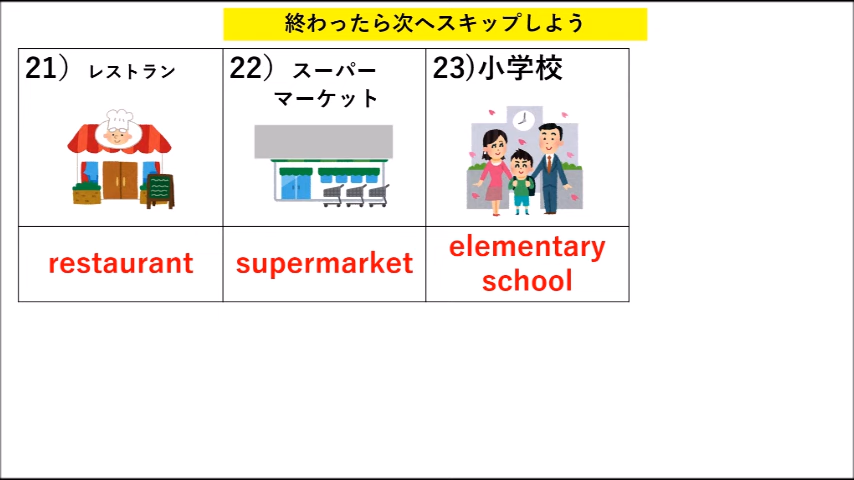 終わったら次へスキップしよう
21）レストラン
22）スーパー
マーケット
23)小学校
restaurant
supermarket
elementary
school